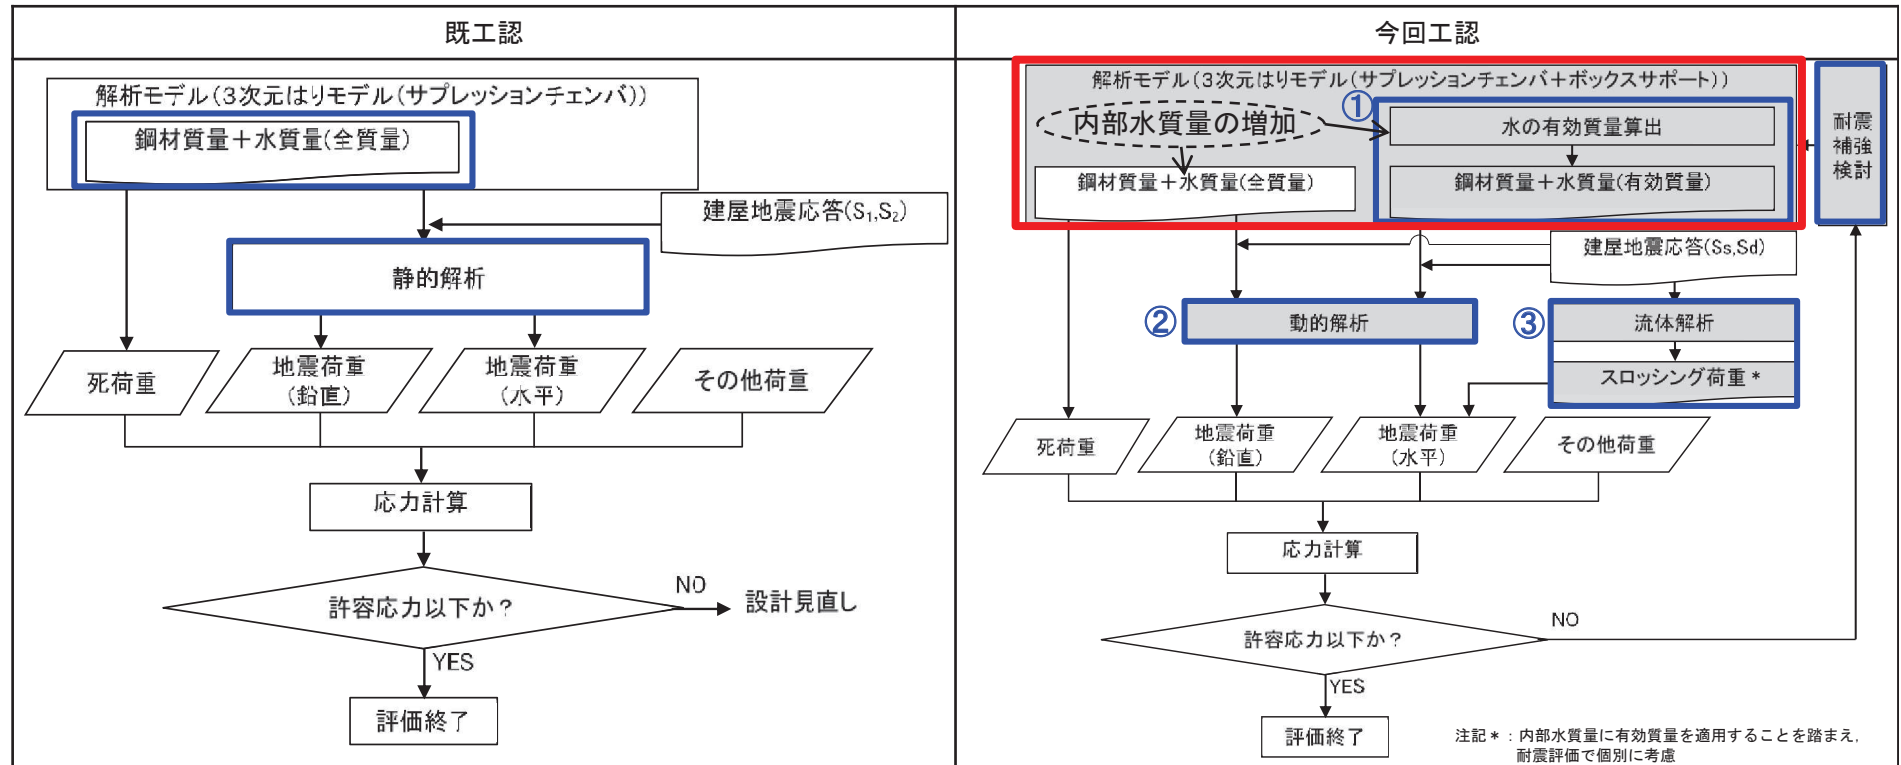 既工認
解析モデル(3次元はりモデル(サプレッションチェンバ))
鋼材質量+水質量(全質量)
建屋地震応答(S₁,S₂)
静的解析
死荷重
地震荷重
(鉛直)
地震荷重
(水平)
その他荷重
応力計算
許容応力以下か?
NO
設計見直し
YES
評価終了
今回工認
解析モデル(3次元はりモデル(サプレッションチェンバ+ボックスサポート))
内部水質量の増加
①
水の有効質量算出
鋼材質量+水質量(全質量)
鋼材質量+水質量(有効質量)
耐震
補強
検討
建屋地震応答(Ss,Sd)
②
動的解析
③
流体解析
スロッシング荷重*
死荷重
地震荷重
(鉛直)
地震荷重
(水平)
その他荷重
応力計算
許容応力以下か?
NO
YES
評価終了
注記*:内部水質量に有効質量を適用することを踏まえ,
耐震評価で個別に考慮